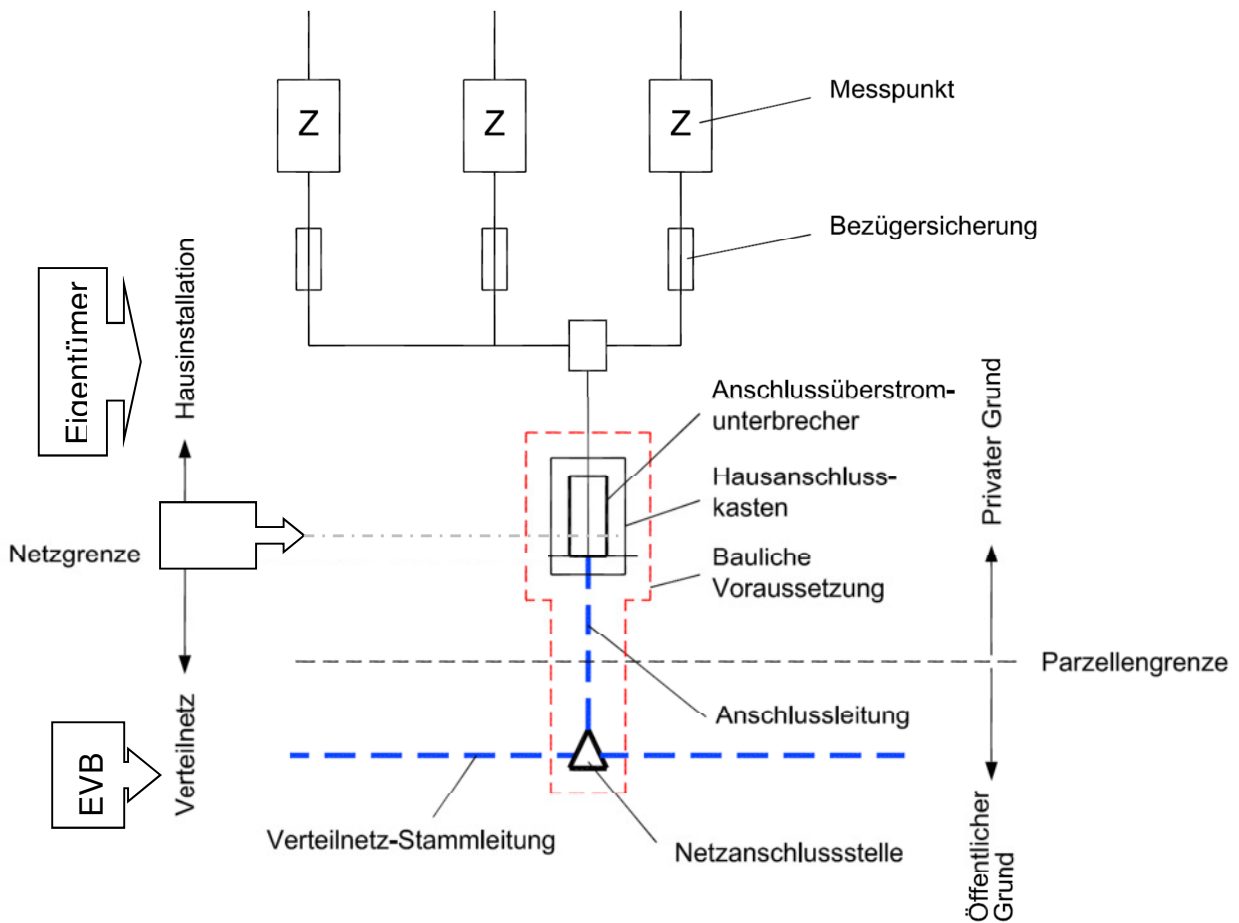 Z
Z
Z
Messpunkt
Bezügersicherung
Eigentümer
Hausinstallation
Anschlussüberstrom-
unterbrecher
Hausanschluss-
kasten
Privater Grund
Netzgrenze
Bauliche
Voraussetzung
Parzellengrenze
EVB
Verteilnetz
Anschlussleitung
Verteilnetz-Stammleitung
Netzanschlussstelle
Öffentlicher
Grund